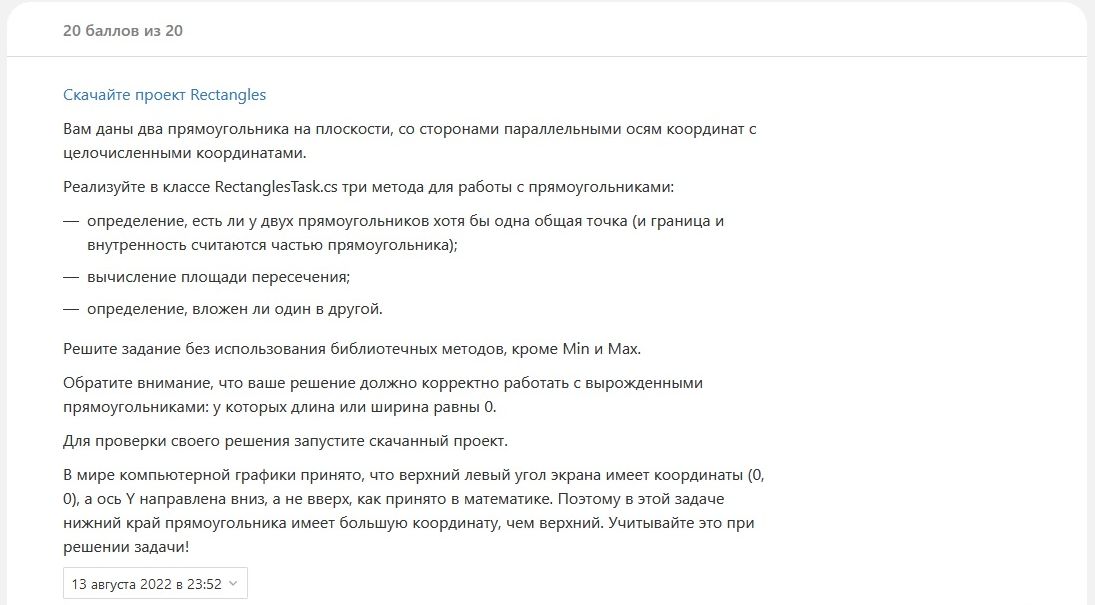 20 баллов из 20
Скачайте проект Rectangles
Вам даны два прямоугольника на плоскости, со сторонами параллельными осям координат с
целочисленными координатами.
Реализуйте в классе RectanglesTask.cs три метода для работы с прямоугольниками:
— определение, есть ли у двух прямоугольников хотя бы одна общая точка (и граница и
внутренность считаются частью прямоугольника);
— вычисление площади пересечения;
— определение, вложен ли один в другой.
Решите задание без использования библиотечных методов, кроме Min и Max.
Обратите внимание, что ваше решение должно корректно работать с вырожденными
прямоугольниками: у которых длина или ширина равны 0.
Для проверки своего решения запустите скачанный проект.
В мире компьютерной графики принято, что верхний левый угол экрана имеет координаты (0,
0), а ось Y направлена вниз, а не вверх, как принято в математике. Поэтому в этой задаче
нижний край прямоугольника имеет большую координату, чем верхний. Учитывайте это при
решении задачи!
13 августа 2022 в 23:52